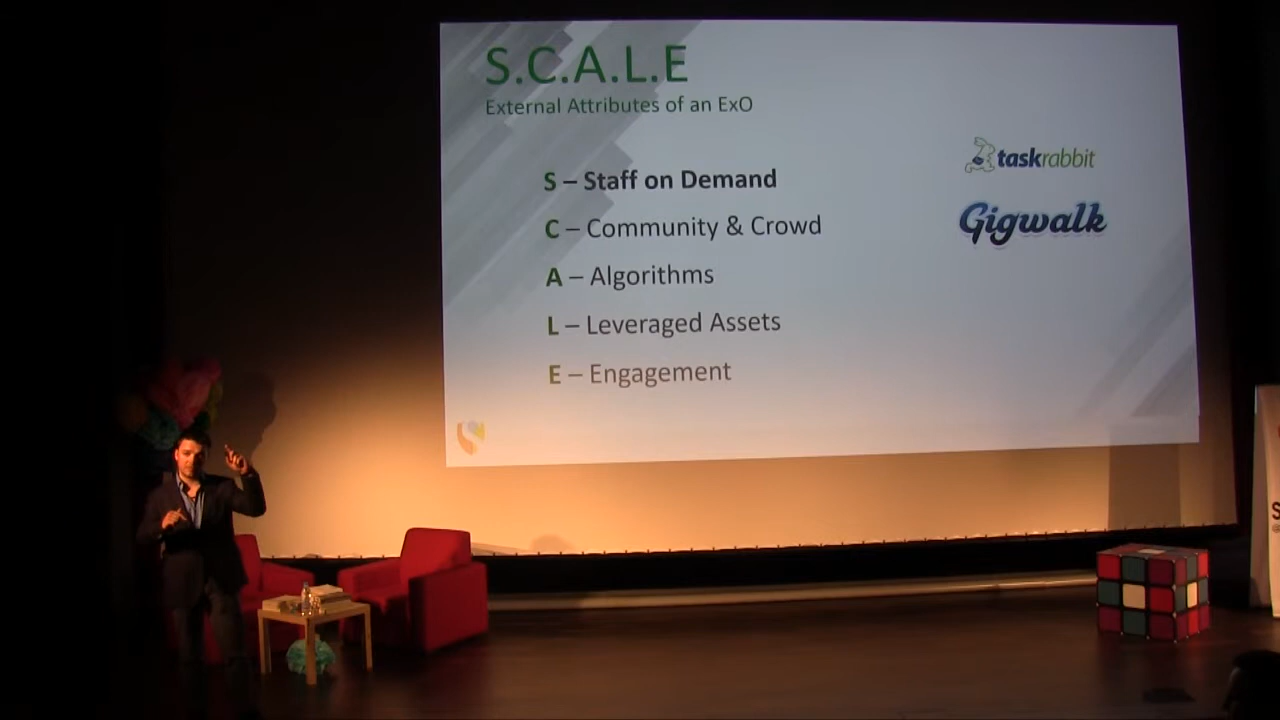 S.C.A.L.E
External Attributes of an ExO
S – Staff on Demand
C – Community & Crowd
A – Algorithms
L – Leveraged Assets
E – Engagement
taskrabbit
Gigwalk